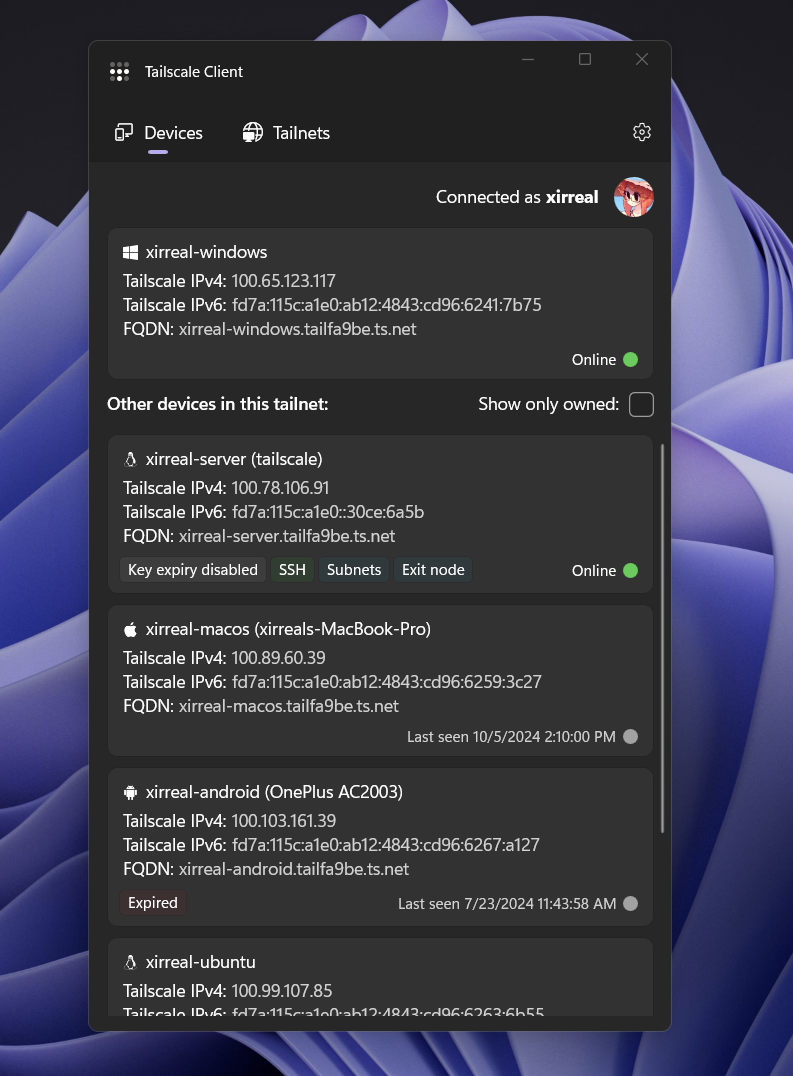 Tailscale Client
Devices
Tailnets
Connected as xirreal
xirreal-windows
Tailscale IPv4: 100.65.123.117
Tailscale IPv6: fd7a:115c:a1e0:ab12:4843:cd96:6241:7b75
FQDN: xirreal-windows.tailfa9be.ts.net
Online
Other devices in this tailnet:
Show only owned:
xirreal-server (tailscale)
Tailscale IPv4: 100.78.106.91
Tailscale IPv6: fd7a:115c:a1e0::30ce:6a5b
FQDN: xirreal-server.tailfa9be.ts.net
Key expiry disabled SSH Subnets Exit node Online
xirreal-macos (xirreals-MacBook-Pro)
Tailscale IPv4: 100.89.60.39
Tailscale IPv6: fd7a:115c:a1e0:ab12:4843:cd96:6259:3c27
FQDN: xirreal-macos.tailfa9be.ts.net
Last seen 10/5/2024 2:10:00 PM
xirreal-android (OnePlus AC2003)
Tailscale IPv4: 100.103.161.39
Tailscale IPv6: fd7a:115c:a1e0:ab12:4843:cd96:6267:a127
FQDN: xirreal-android.tailfa9be.ts.net
Expired Last seen 7/23/2024 11:43:58 AM
xirreal-ubuntu
Tailscale IPv4: 100.99.107.85
Tailscale IPv6: fd7a:115c:a1e0:ab12:4843:cd96:6263:6b55